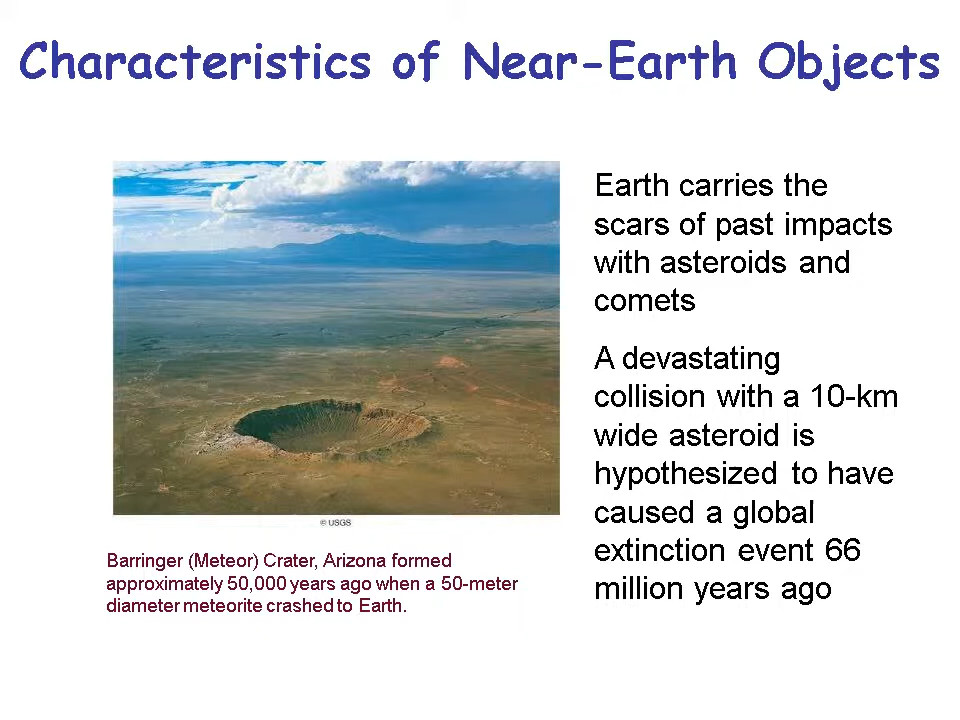 Characteristics of Near-Earth Objects
Earth carries the
scars of past impacts
with asteroids and
comets
A devastating
collision with a 10-km
wide asteroid is
hypothesized to have
caused a global
extinction event 66
million years ago
© USGS
Barringer (Meteor) Crater, Arizona formed
approximately 50,000 years ago when a 50-meter
diameter meteorite crashed to Earth.